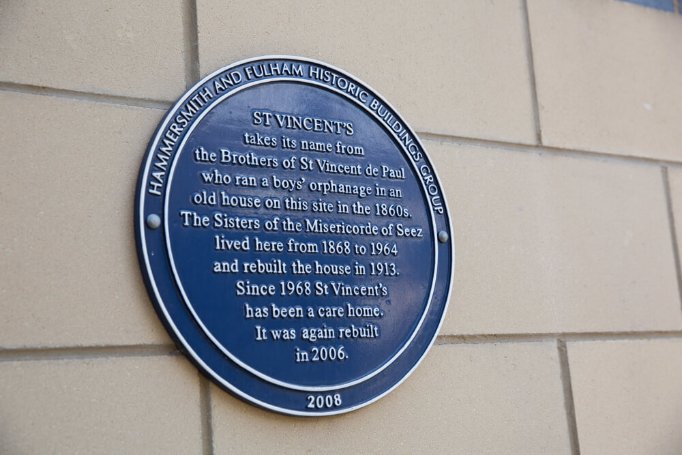 HAMMERSMITH AND FULHAM HISTORIC BUILDINGS GROUP
ST VINCENT'S
takes its name from
the Brothers of St Vincent de Paul
who ran a boys' orphanage in an
old house on this site in the 1860s.
The Sisters of the Misericorde of Seez
lived here from 1868 to 1964
and rebuilt the house in 1913.
Since 1968 St Vincent's
has been a care home.
It was again rebuilt
in 2006.
2008